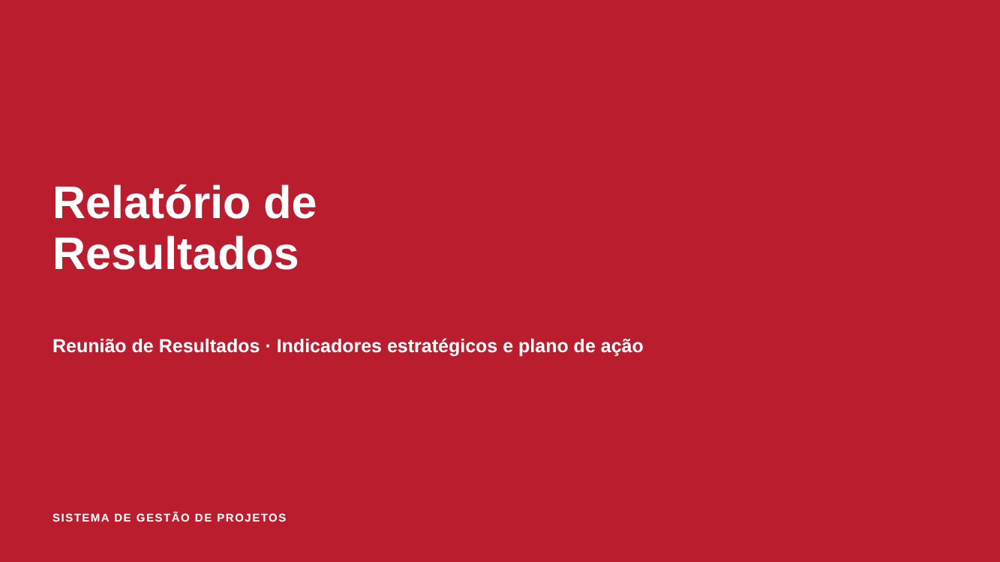 Relatório de
Resultados
Reunião de Resultados · Indicadores estratégicos e plano de ação
SISTEMA DE GESTÃO DE PROJETOS